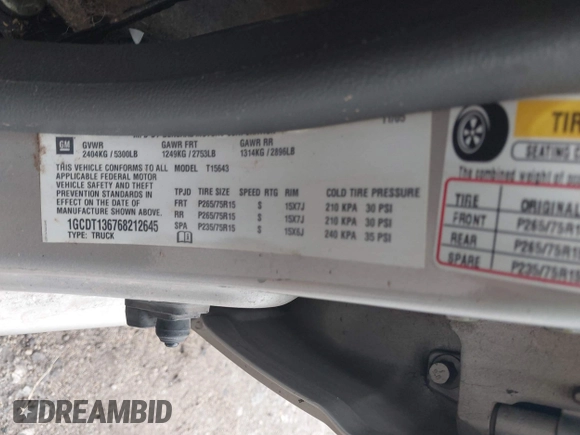 GM
GVWR GAWR FRT GAWR RR
2404KG / 5300LB 1249KG / 2753LB 1314KG / 2896LB
THIS VEHICLE CONFORMS TO ALL MODEL T15643
APPLICABLE FEDERAL MOTOR
VEHICLE SAFETY AND THEFT
PREVENTION STANDARDS IN
EFFECT ON THE DATE OF
MANUFACTURE SHOWN ABOVE.
1GCDT136768212645
TYPE: TRUCK
TPJD TIRE SIZE SPEED RTG RIM COLD TIRE PRESSURE
FRT P265/75R15 S 15X7J 210 KPA 30 PSI
RR P265/75R15 S 15X7J 210 KPA 30 PSI
SPA P235/75R15 S 15X6J 240 KPA 35 PSI
TIR
SEATING
The combined weight of
TIRE ORIGINAL
FRONT P265/75R1
REAR P265/75R1
SPARE P235/75R1
DREAMBID